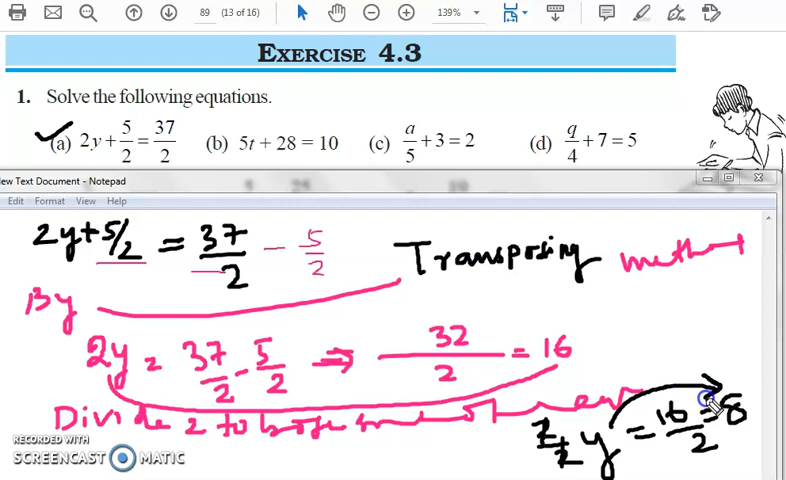 89 (13 of 16) 139%
EXERCISE 4.3
1. Solve the following equations.
(a) 2y + 5/2 = 37/2 (b) 5t + 28 = 10 (c) a/5 + 3 = 2 (d) q/4 + 7 = 5
New Text Document - Notepad
Edit Format View Help
2y+5/2 = 37/2 - 5/2 Transposing method
By
2y = 37/2 - 5/2 ⇒ 32/2 = 16
Divide 2 to both
2/2 y = 16/2 = 8
RECORDED WITH
SCREENCAST MATIC